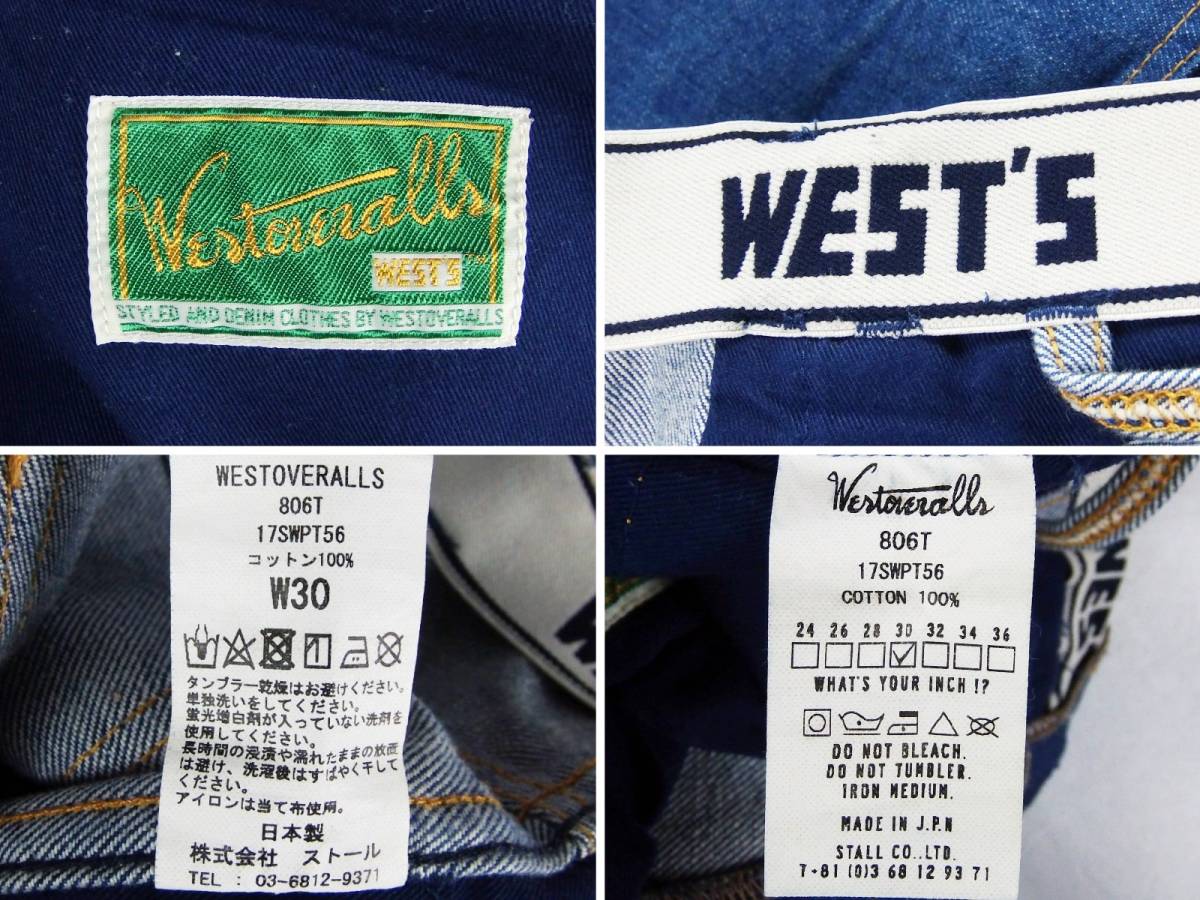 Westoveralls
WEST'S™
STYLED AND DENIM CLOTHES BY WESTOVERALLS
WEST'S
WESTOVERALLS
806T
17SWPT56
コットン100%
W30
タンブラー乾燥はお避けください。
単独洗いをしてください。
蛍光増白剤が入っていない洗剤を
使用してください。
長時間の浸漬や濡れたままの放置
は避け、洗濯後はすばやく干して
ください。
アイロンは当て布使用。
日本製
株式会社 ストール
TEL : 03-6812-9371
Westoveralls
806T
17SWPT56
COTTON 100%
24 26 28 30 32 34 36
WHAT'S YOUR INCH !?
DO NOT BLEACH.
DO NOT TUMBLER.
IRON MEDIUM.
MADE IN J.P.N
STALL CO.,LTD.
T+81 (0)3 68 12 93 71